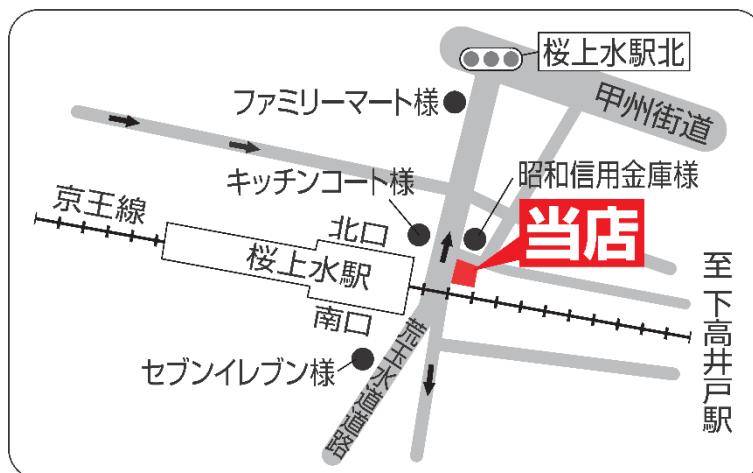 桜上水駅北
甲州街道
ファミリーマート様
昭和信用金庫様
キッチンコート様
京王線
北口
当店
桜上水駅
至 下高井戸駅
南口
荒玉水道道路
セブンイレブン様